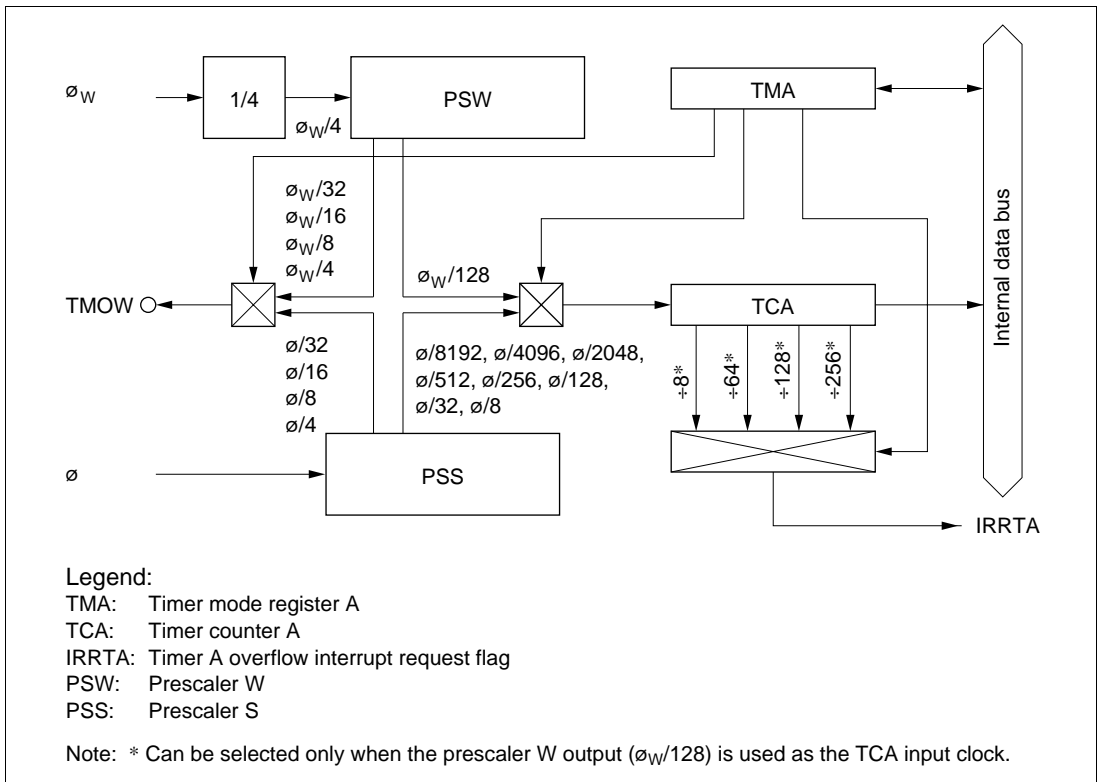 øW
1/4
øW/4
PSW
TMA
Internal data bus
øW/32
øW/16
øW/8
øW/4
øW/128
TMOW
TCA
ø/32
ø/16
ø/8
ø/4
ø/8192, ø/4096, ø/2048,
ø/512, ø/256, ø/128,
ø/32, ø/8
÷8*
÷64*
÷128*
÷256*
ø
PSS
IRRTA
Legend:
TMA: Timer mode register A
TCA: Timer counter A
IRRTA: Timer A overflow interrupt request flag
PSW: Prescaler W
PSS: Prescaler S
Note: * Can be selected only when the prescaler W output (øW/128) is used as the TCA input clock.